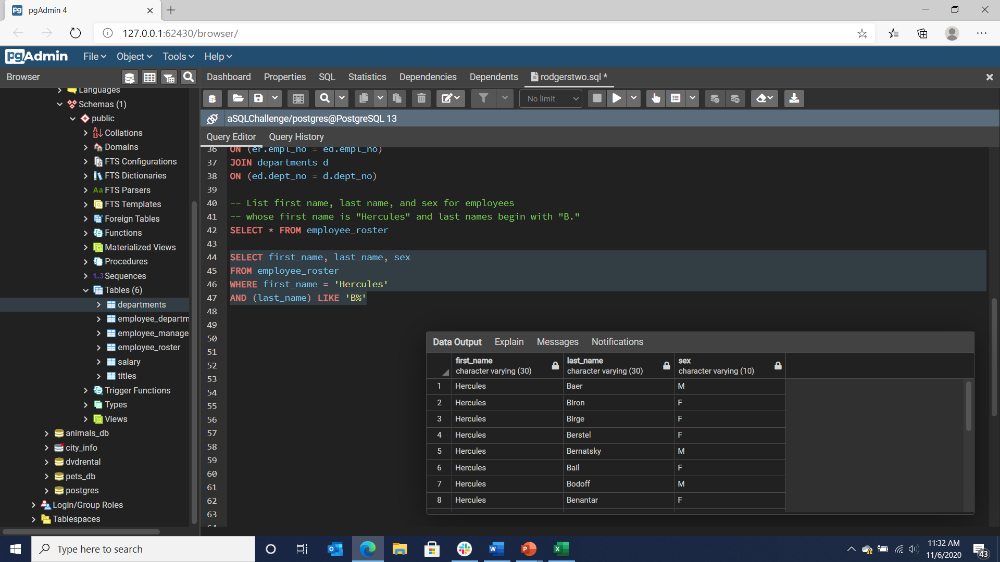 pgAdmin 4
127.0.0.1:62430/browser/
pgAdmin File Object Tools Help
Browser
Dashboard Properties SQL Statistics Dependencies Dependents rodgerstwo.sql *
No limit
aSQLChallenge/postgres@PostgreSQL 13
Query Editor Query History
Languages
Schemas (1)
public
Collations
Domains
FTS Configurations
FTS Dictionaries
Aa FTS Parsers
FTS Templates
Foreign Tables
Functions
Materialized Views
Procedures
1..3 Sequences
Tables (6)
departments
employee_departm
employee_manage
employee_roster
salary
titles
Trigger Functions
Types
Views
animals_db
city_info
dvdrental
pets_db
postgres
Login/Group Roles
Tablespaces
36 ON (er.empl_no = ed.empl_no)
37 JOIN departments d
38 ON (ed.dept_no = d.dept_no)
39
40 -- List first name, last name, and sex for employees
41 -- whose first name is "Hercules" and last names begin with "B."
42 SELECT * FROM employee_roster
43
44 SELECT first_name, last_name, sex
45 FROM employee_roster
46 WHERE first_name = 'Hercules'
47 AND (last_name) LIKE 'B%'
48
49
50
51
52
53
54
55
56
57
58
59
60
61
62
63
Data Output Explain Messages Notifications
first_name last_name sex
character varying (30) character varying (30) character varying (10)
1 Hercules Baer M
2 Hercules Biron F
3 Hercules Birge F
4 Hercules Berstel F
5 Hercules Bernatsky M
6 Hercules Bail F
7 Hercules Bodoff M
8 Hercules Benantar F
Type here to search
11:32 AM
11/6/2020
43